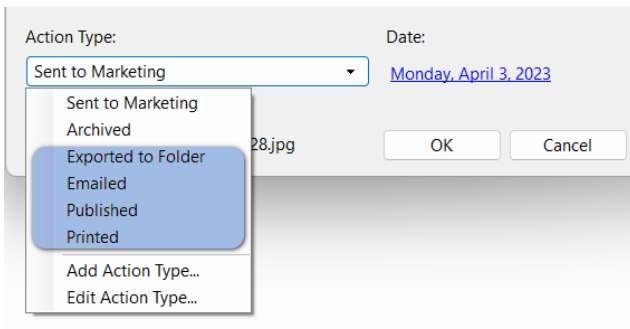 Action Type:
Date:
Sent to Marketing
Monday, April 3, 2023
Sent to Marketing
Archived
Exported to Folder
28.jpg
OK
Cancel
Emailed
Published
Printed
Add Action Type...
Edit Action Type...